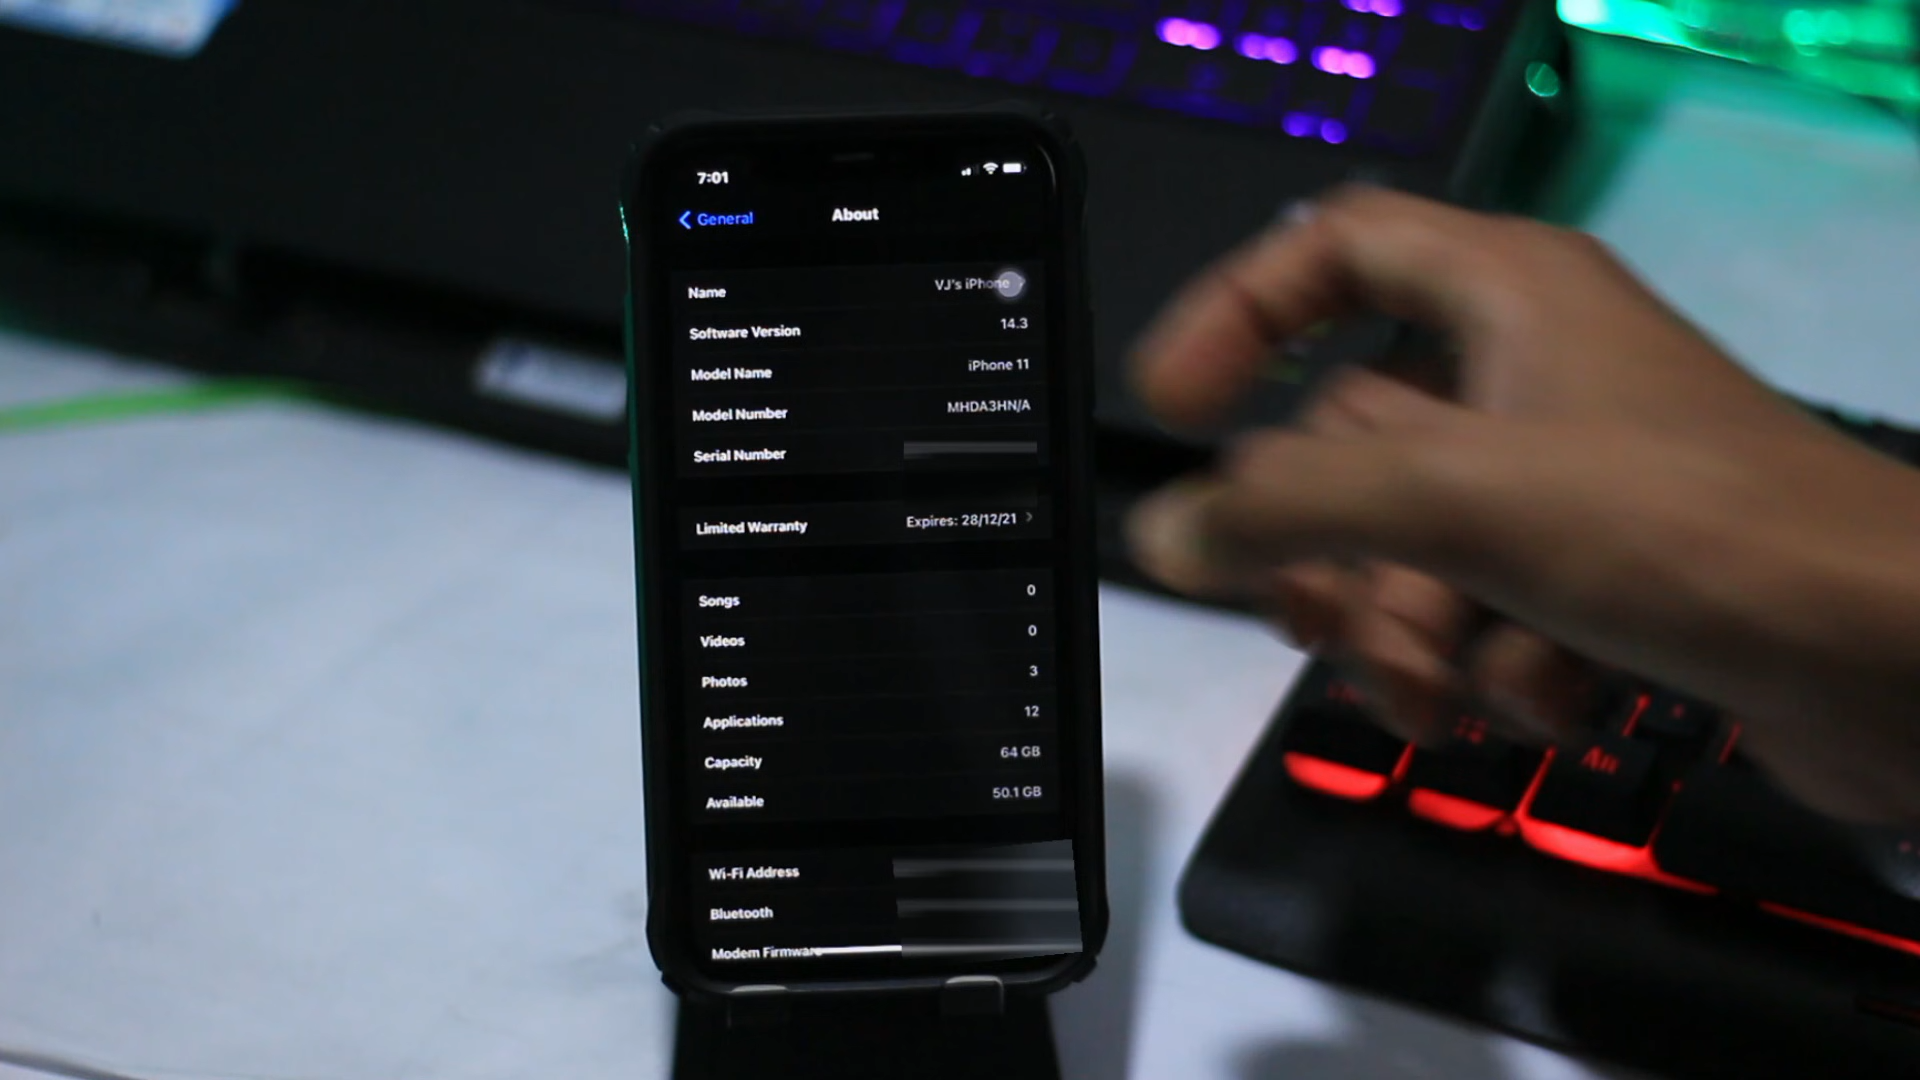 7:01
General
About
Name VJ's iPhone
Software Version 14.3
Model Name iPhone 11
Model Number MHDA3HN/A
Serial Number
Limited Warranty Expires: 28/12/21
Songs 0
Videos 0
Photos 3
Applications 12
Capacity 64 GB
Available 50.1 GB
Wi-Fi Address
Bluetooth
Modem Firmware